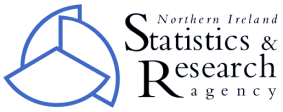 Northern Ireland
Statistics &
Research
agency